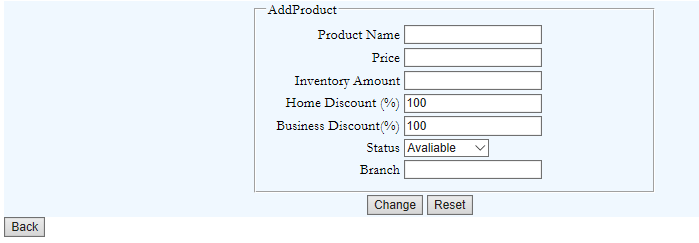 AddProduct
Product Name
Price
Inventory Amount
Home Discount (%) 100
Business Discount(%) 100
Status Avaliable
Branch
Change Reset
Back